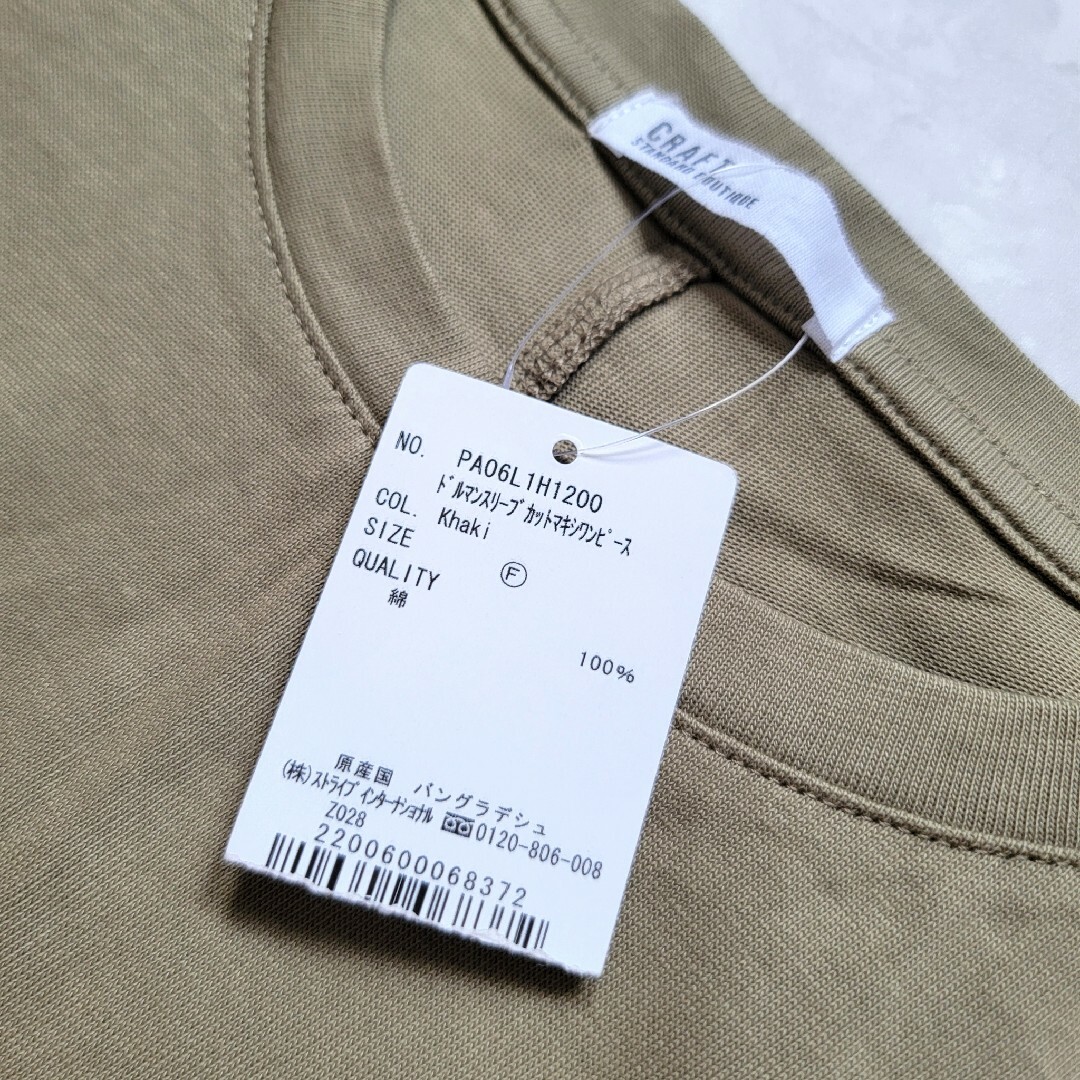 CRAFT
STANDARD BOUTIQUE
NO. PA06L1H1200
ﾄﾞﾙﾏﾝｽﾘｰﾌﾞｶｯﾄﾏｷｼﾜﾝﾋﾟｰｽ
COL. Khaki
SIZE Ⓕ
QUALITY
綿 100%
原産国 バングラデシュ
(株)ｽﾄﾗｲﾌﾟｲﾝﾀｰﾅｼｮﾅﾙ
Z028 0120-806-008
2200600068372